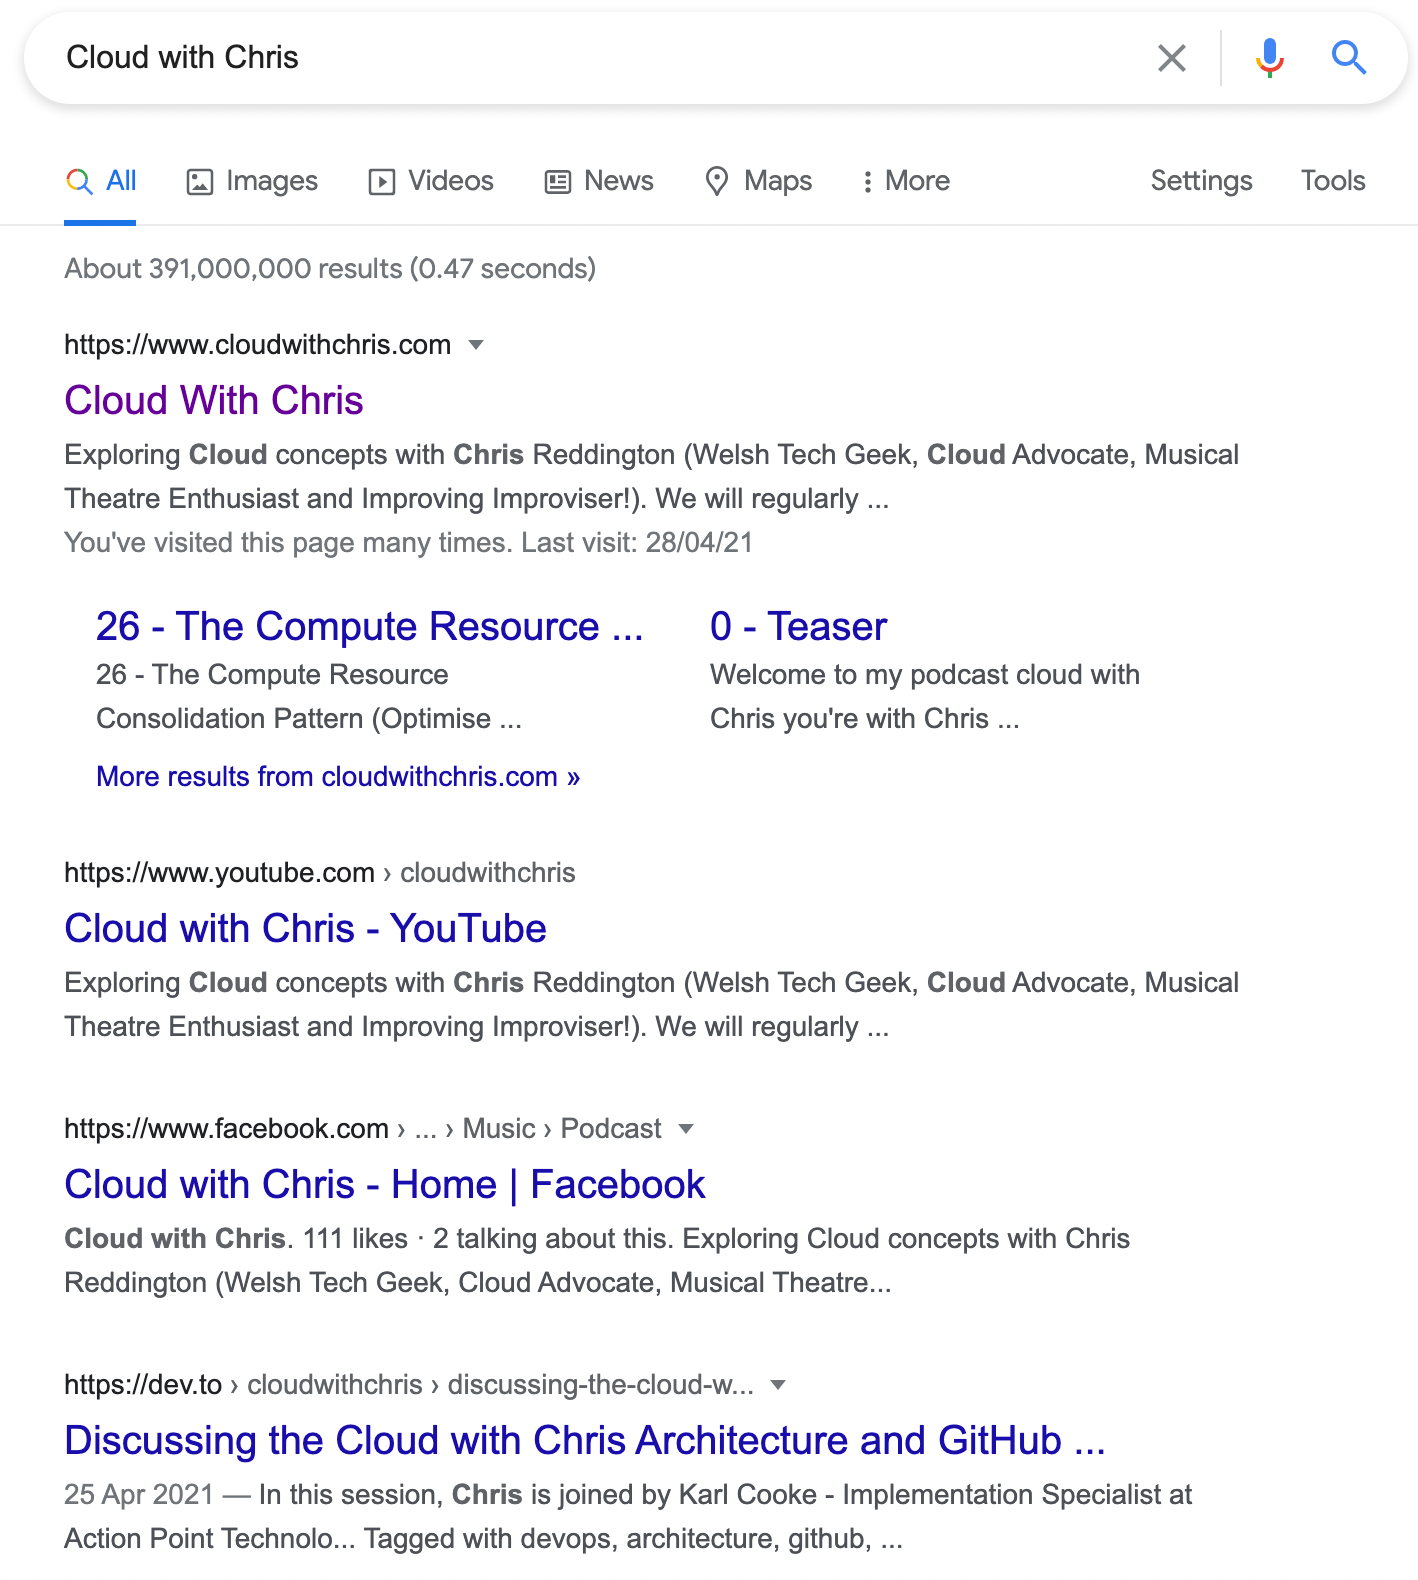 Cloud with Chris
All Images Videos News Maps More Settings Tools
About 391,000,000 results (0.47 seconds)
https://www.cloudwithchris.com
Cloud With Chris
Exploring Cloud concepts with Chris Reddington (Welsh Tech Geek, Cloud Advocate, Musical
Theatre Enthusiast and Improving Improviser!). We will regularly ...
You've visited this page many times. Last visit: 28/04/21
26 - The Compute Resource ...
26 - The Compute Resource
Consolidation Pattern (Optimise ...
0 - Teaser
Welcome to my podcast cloud with
Chris you're with Chris ...
More results from cloudwithchris.com »
https://www.youtube.com › cloudwithchris
Cloud with Chris - YouTube
Exploring Cloud concepts with Chris Reddington (Welsh Tech Geek, Cloud Advocate, Musical
Theatre Enthusiast and Improving Improviser!). We will regularly ...
https://www.facebook.com › ... › Music › Podcast
Cloud with Chris - Home | Facebook
Cloud with Chris. 111 likes · 2 talking about this. Exploring Cloud concepts with Chris
Reddington (Welsh Tech Geek, Cloud Advocate, Musical Theatre...
https://dev.to › cloudwithchris › discussing-the-cloud-w...
Discussing the Cloud with Chris Architecture and GitHub ...
25 Apr 2021 — In this session, Chris is joined by Karl Cooke - Implementation Specialist at
Action Point Technolo... Tagged with devops, architecture, github, ...